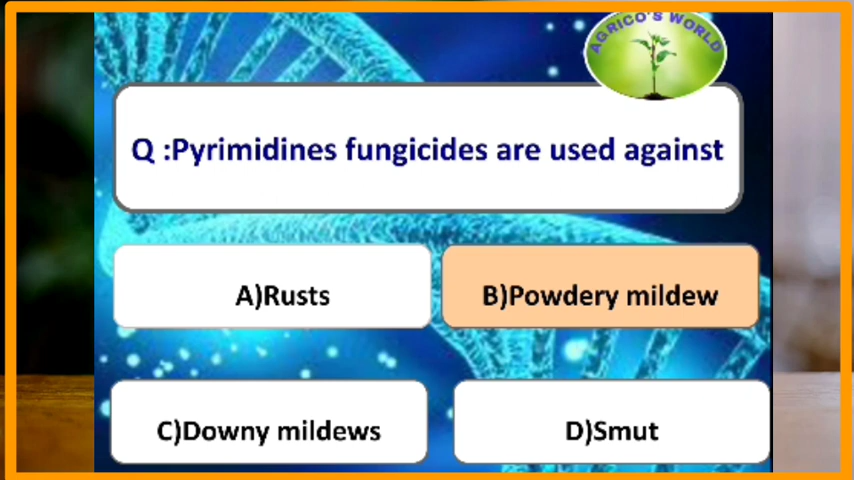 AGRICO'S WORLD
Q :Pyrimidines fungicides are used against
A)Rusts
B)Powdery mildew
C)Downy mildews
D)Smut